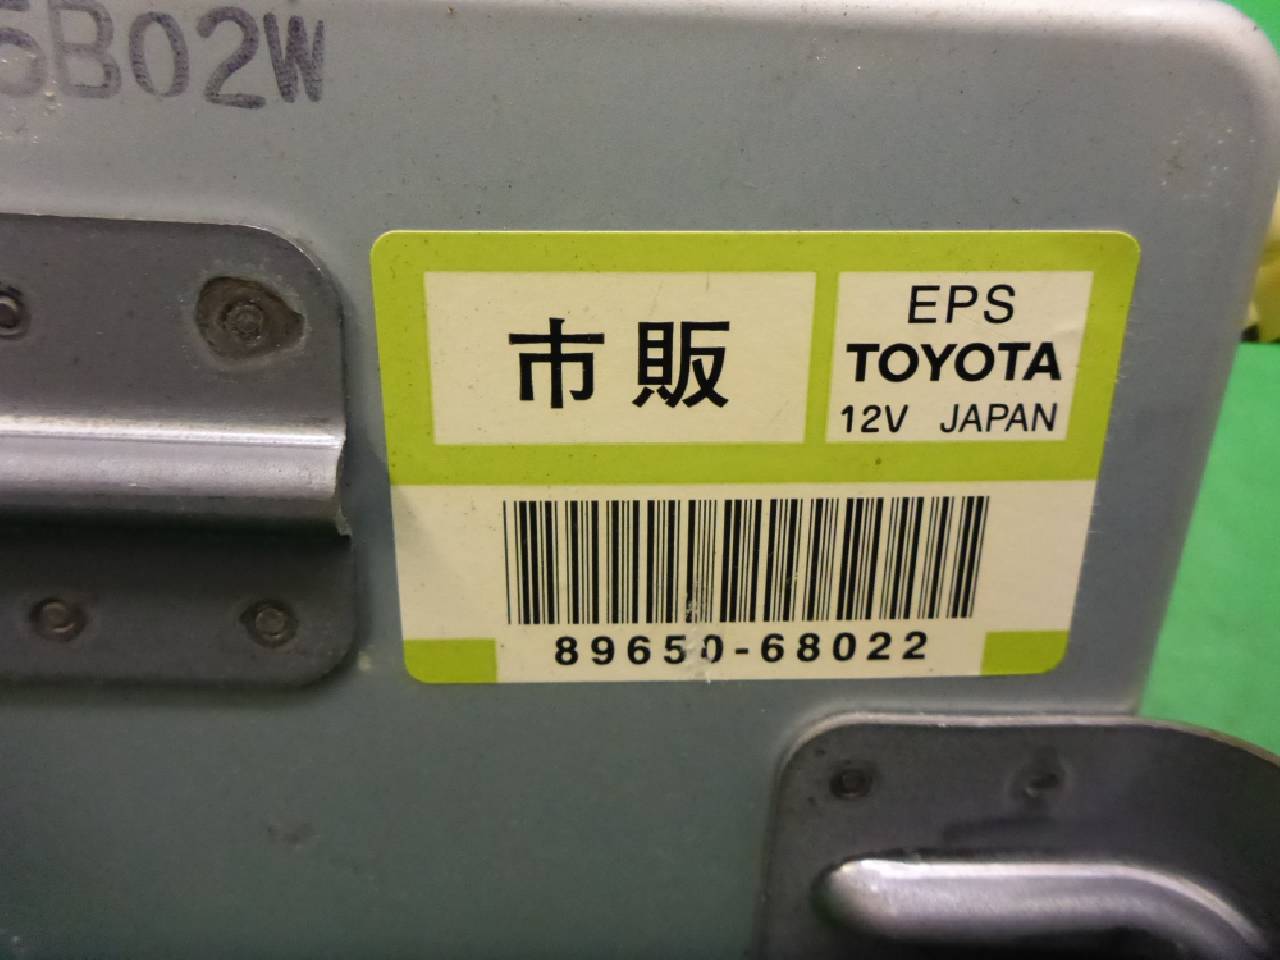 5B02W
市販
EPS
TOYOTA
12V JAPAN
89650-68022